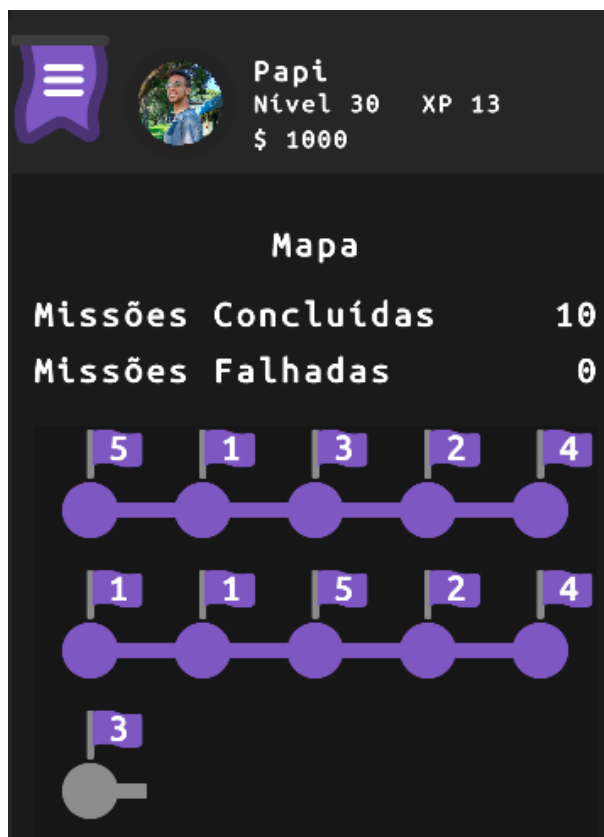 Papi
Nível 30 XP 13
$ 1000
Mapa
Missões Concluídas 10
Missões Falhadas 0
5 1 3 2 4
1 1 5 2 4
3